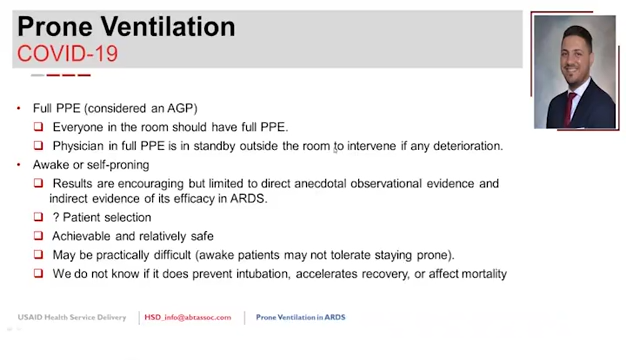 Prone Ventilation
COVID-19
• Full PPE (considered an AGP)
❑ Everyone in the room should have full PPE.
❑ Physician in full PPE is in standby outside the room to intervene if any deterioration.
• Awake or self-proning
❑ Results are encouraging but limited to direct anecdotal observational evidence and
indirect evidence of its efficacy in ARDS.
❑ ? Patient selection
❑ Achievable and relatively safe
❑ May be practically difficult (awake patients may not tolerate staying prone).
❑ We do not know if it does prevent intubation, accelerates recovery, or affect mortality
USAID Health Service Delivery | HSD_info@abtassoc.com | Prone Ventilation in ARDS